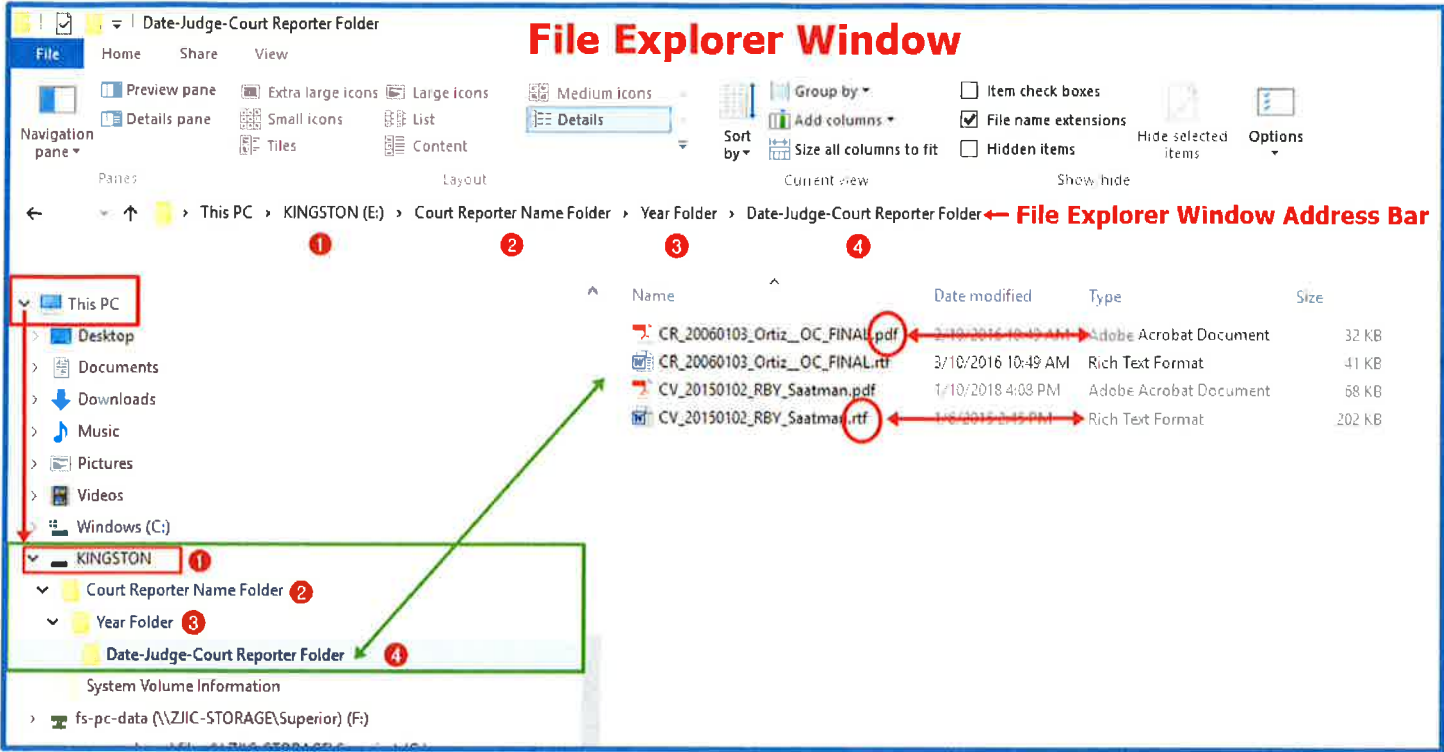 Date-Judge-Court Reporter Folder
File Explorer Window
File Home Share View
Preview pane Extra large icons Large icons Medium icons Group by Item check boxes
Details pane Small icons List Details Add columns File name extensions
Navigation pane Tiles Content Sort by Size all columns to fit Hidden items Hide selected items Options
Panes Layout Current view Show/hide
This PC › KINGSTON (E:) › Court Reporter Name Folder › Year Folder › Date-Judge-Court Reporter Folder File Explorer Window Address Bar
1 2 3 4
Name Date modified Type Size
CR_20060103_Ortiz__OC_FINAL.pdf 3/10/2016 10:49 AM Adobe Acrobat Document 32 KB
CR_20060103_Ortiz__OC_FINAL.rtf 3/10/2016 10:49 AM Rich Text Format 41 KB
CV_20150102_RBY_Saatman.pdf 1/10/2018 4:03 PM Adobe Acrobat Document 68 KB
CV_20150102_RBY_Saatman.rtf Rich Text Format 202 KB
This PC
Desktop
Documents
Downloads
Music
Pictures
Videos
Windows (C:)
KINGSTON 1
Court Reporter Name Folder 2
Year Folder 3
Date-Judge-Court Reporter Folder 4
System Volume Information
fs-pc-data (\\ZJIC-STORAGE\Superior) (F:)